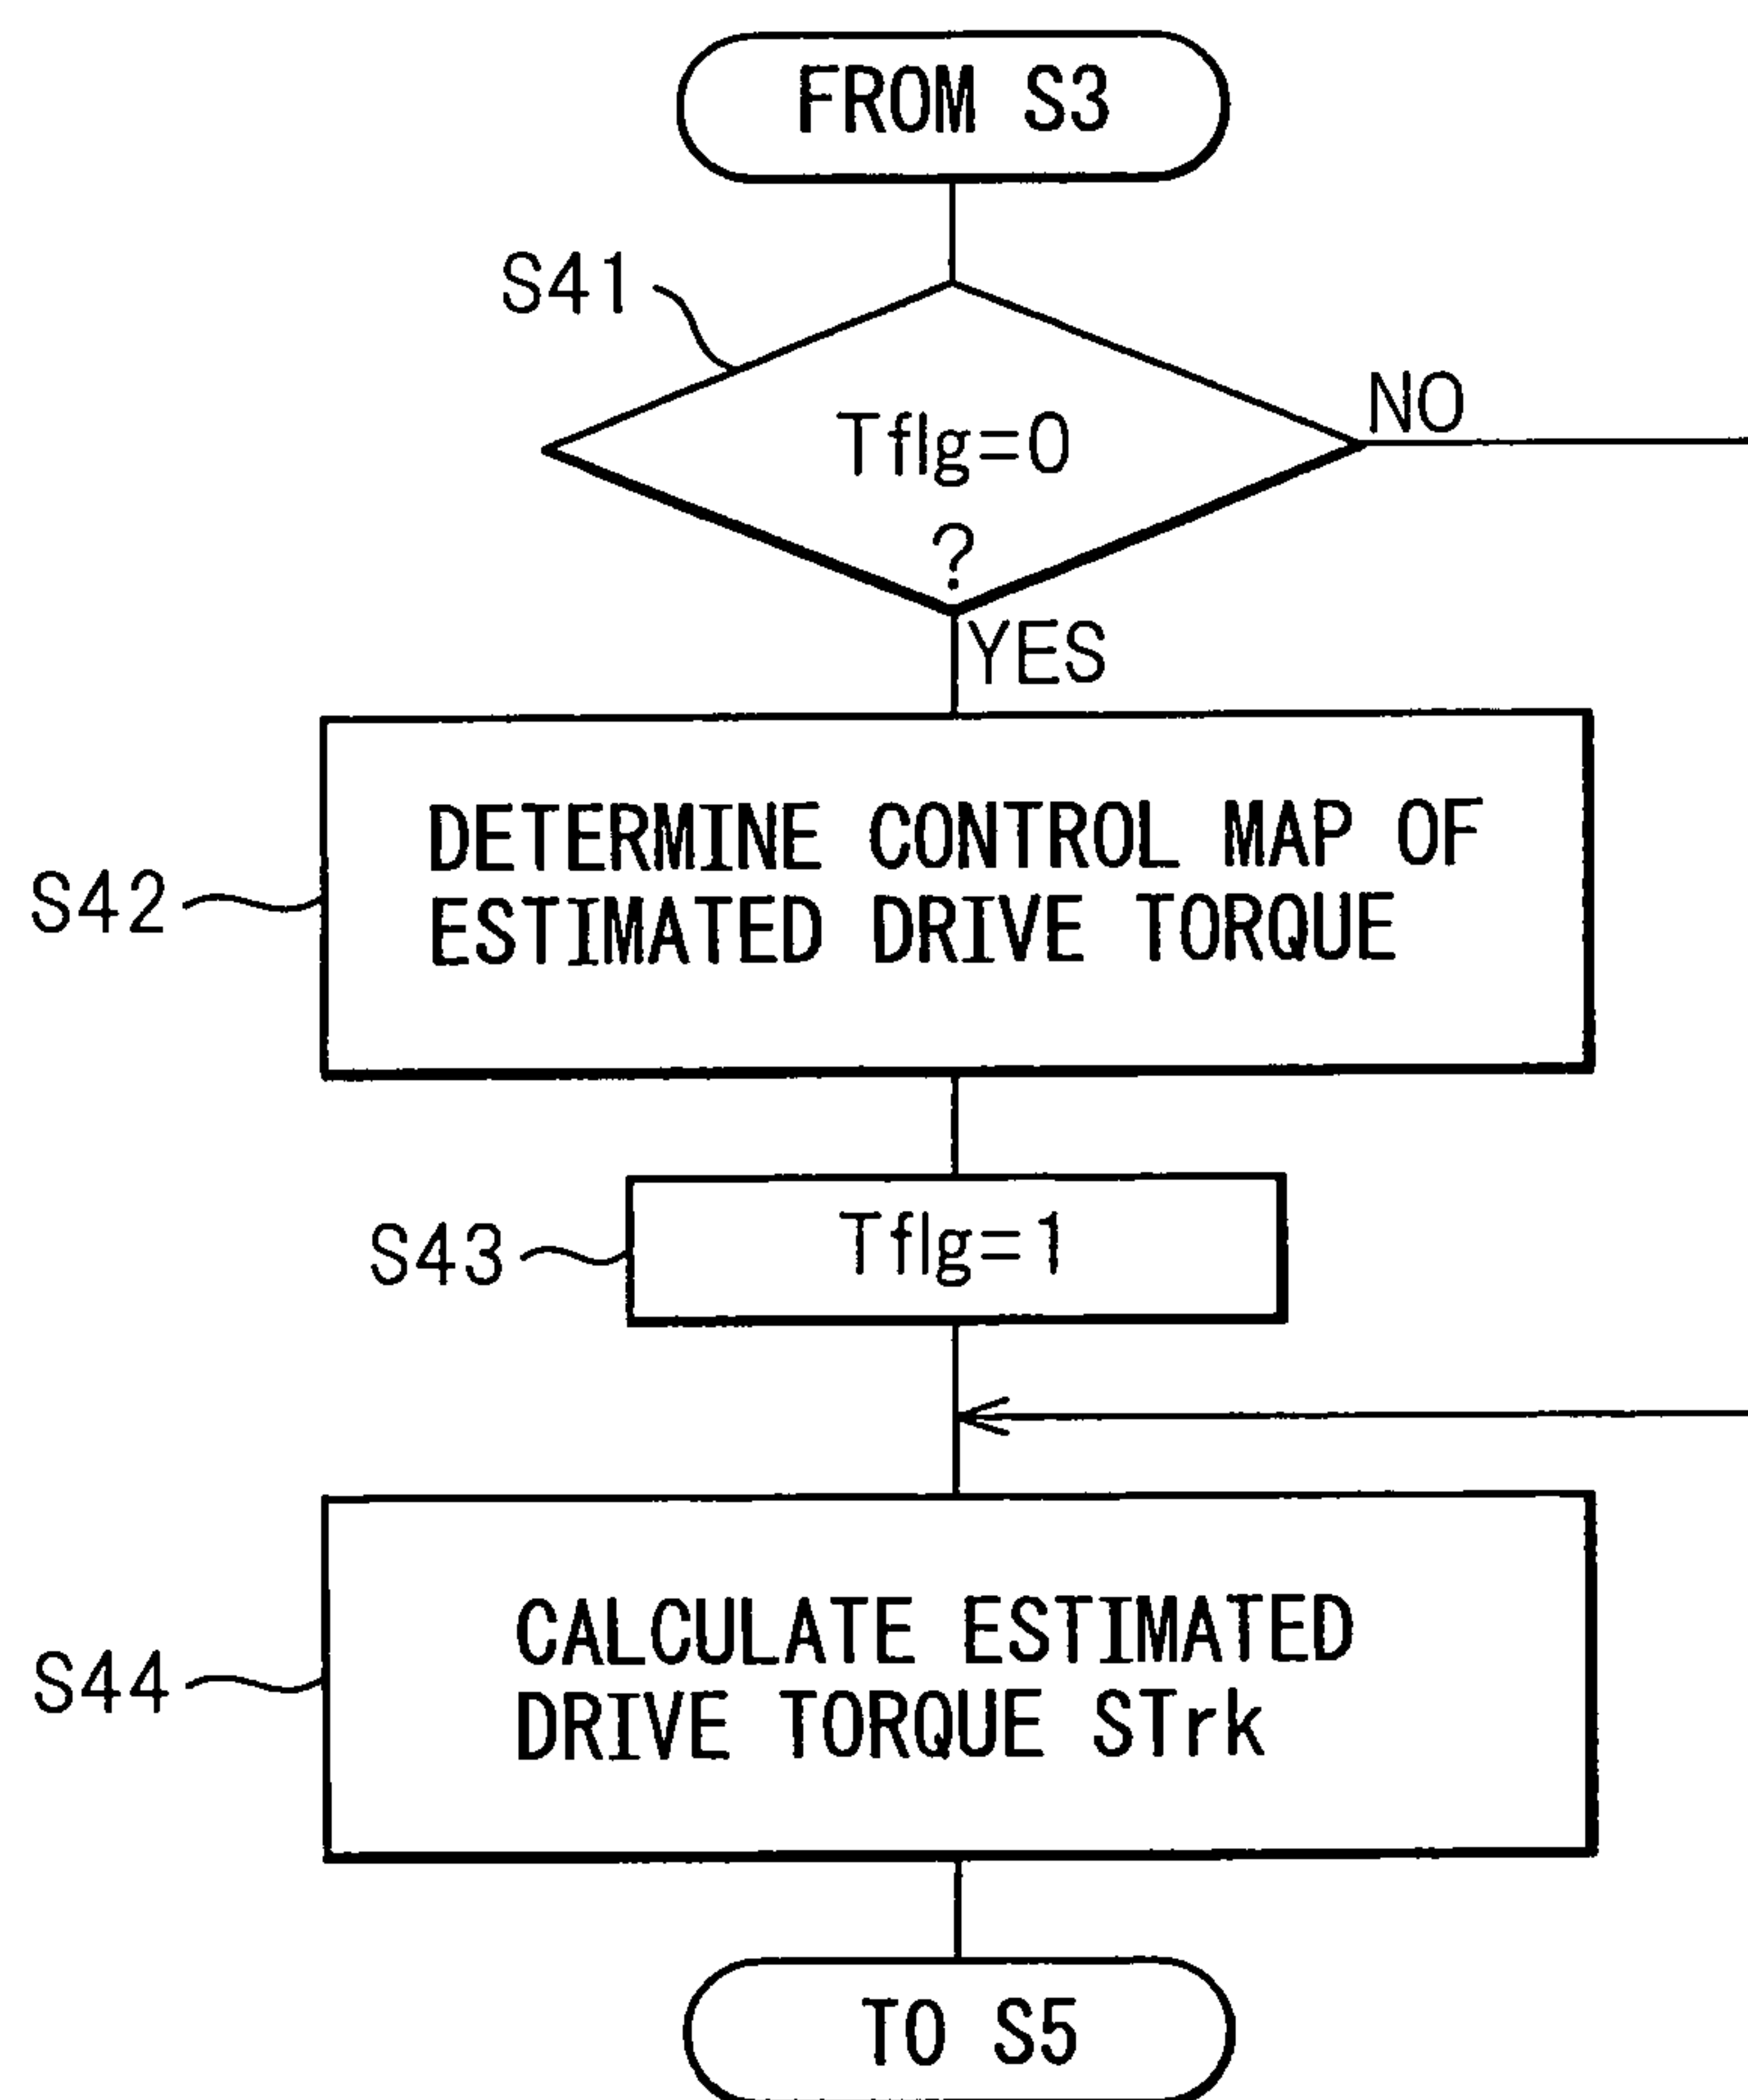 FROM S3
S41
Tflg=0
?
NO
YES
S42
DETERMINE CONTROL MAP OF
ESTIMATED DRIVE TORQUE
S43
Tflg=1
S44
CALCULATE ESTIMATED
DRIVE TORQUE STrk
TO S5